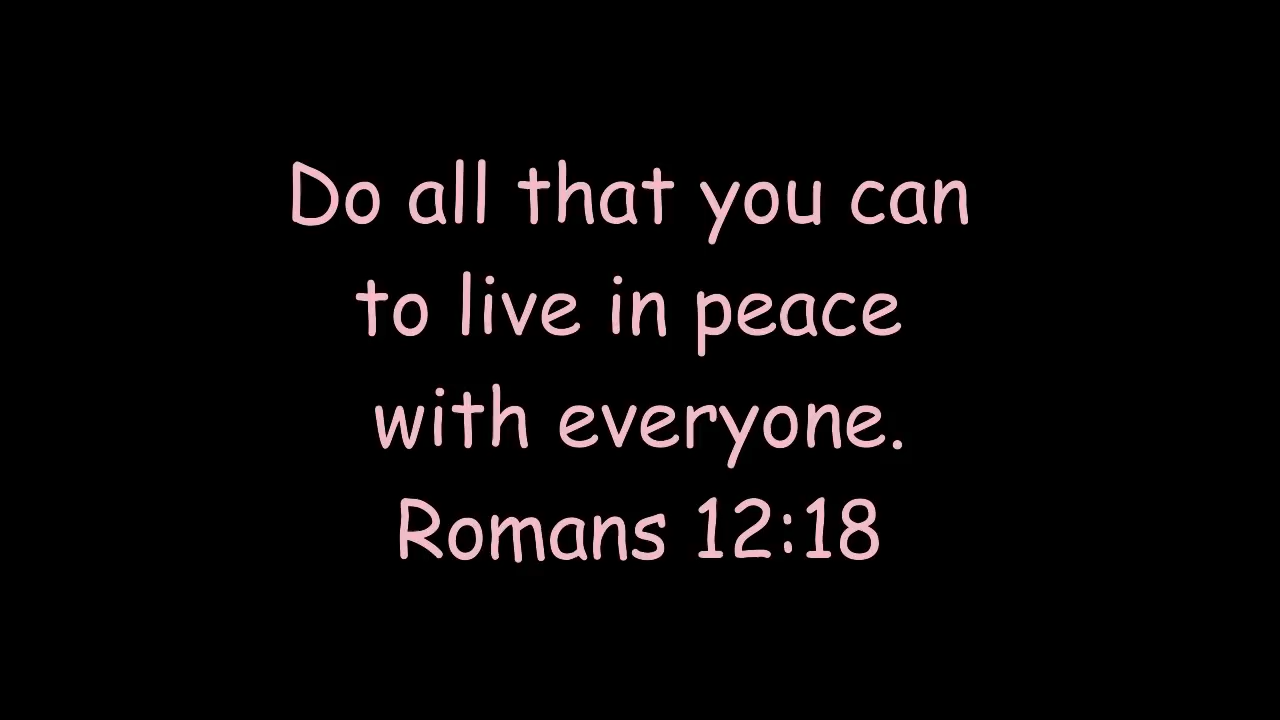 Do all that you can
to live in peace
with everyone.
Romans 12:18